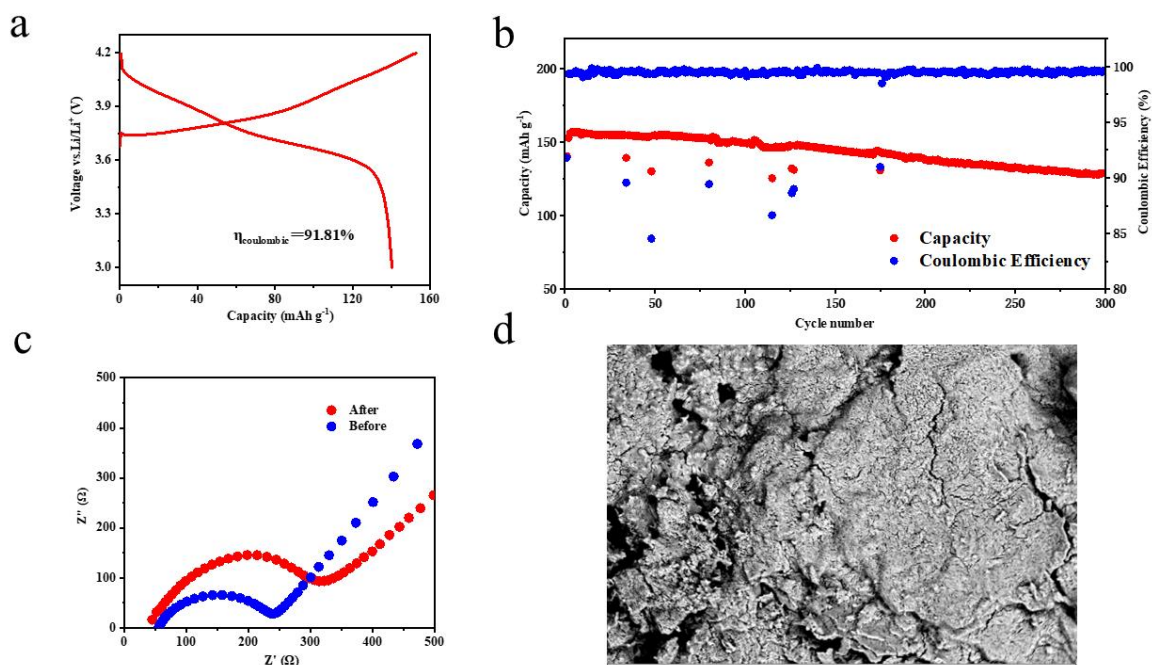 a
4.2
3.9
3.6
3.3
3.0
Voltage vs.Li/Li⁺ (V)
ηcoulombic=91.81%
0 40 80 120 160
Capacity (mAh g⁻¹)
b
200
150
100
50
Capacity (mAh g⁻¹)
100
95
90
85
80
Coulombic Efficiency (%)
Capacity
Coulombic Efficiency
0 50 100 150 200 250 300
Cycle number
c
500
400
300
200
100
0
Z'' (Ω)
After
Before
0 100 200 300 400 500
Z' (Ω)
d